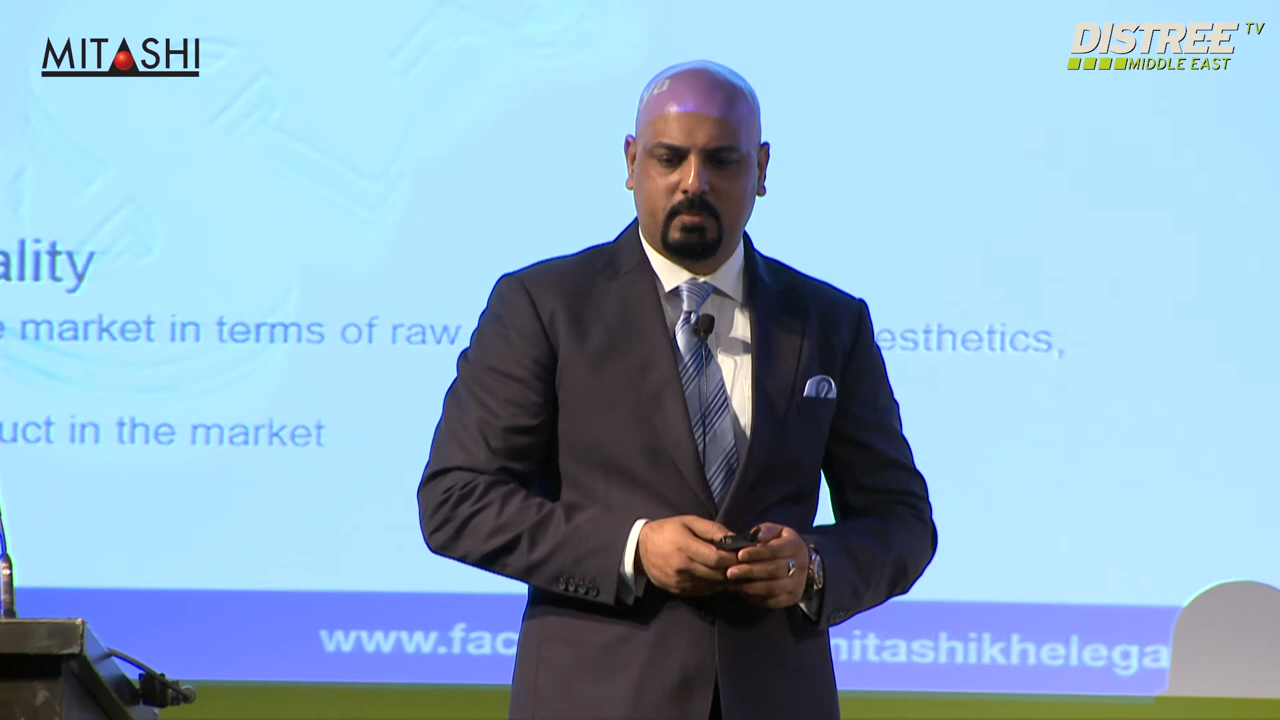 MITASHI
DISTREE TV
MIDDLE EAST
ya
ality
e market in terms of raw esthetics,
uct in the market
www.fac mitashikhelega